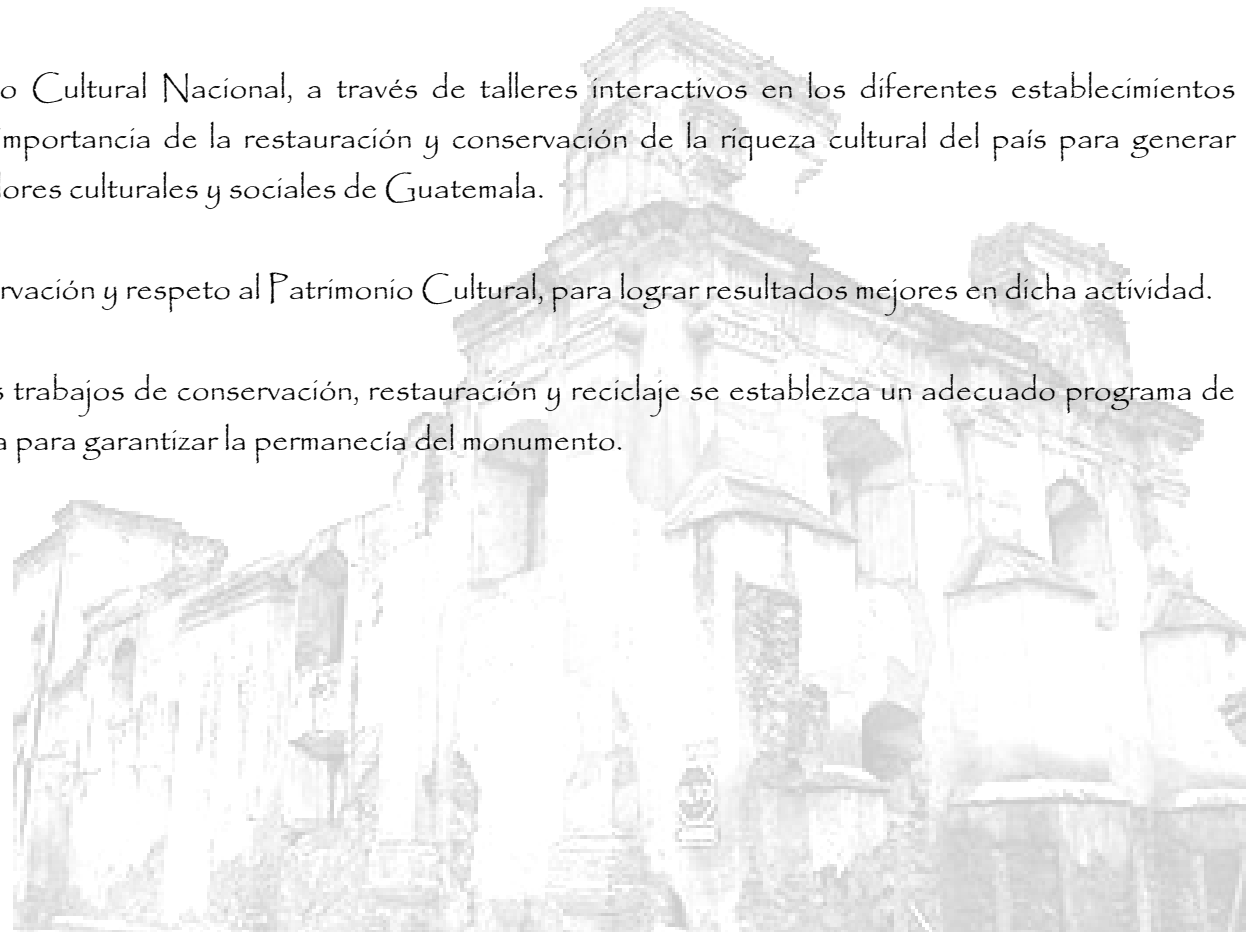 o Cultural Nacional, a través de talleres interactivos en los diferentes establecimientos
importancia de la restauración y conservación de la riqueza cultural del país para generar
lores culturales y sociales de Guatemala.
rvación y respeto al Patrimonio Cultural, para lograr resultados mejores en dicha actividad.
s trabajos de conservación, restauración y reciclaje se establezca un adecuado programa de
a para garantizar la permanecía del monumento.